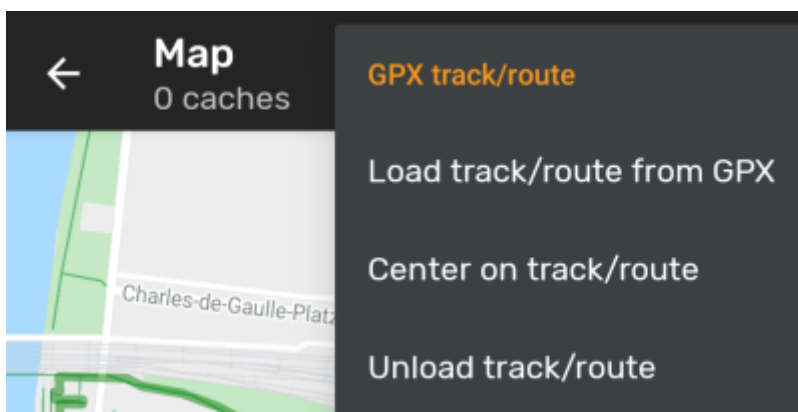 Map
0 caches
GPX track/route
Load track/route from GPX
Center on track/route
Unload track/route
Charles-de-Gaulle-Platz